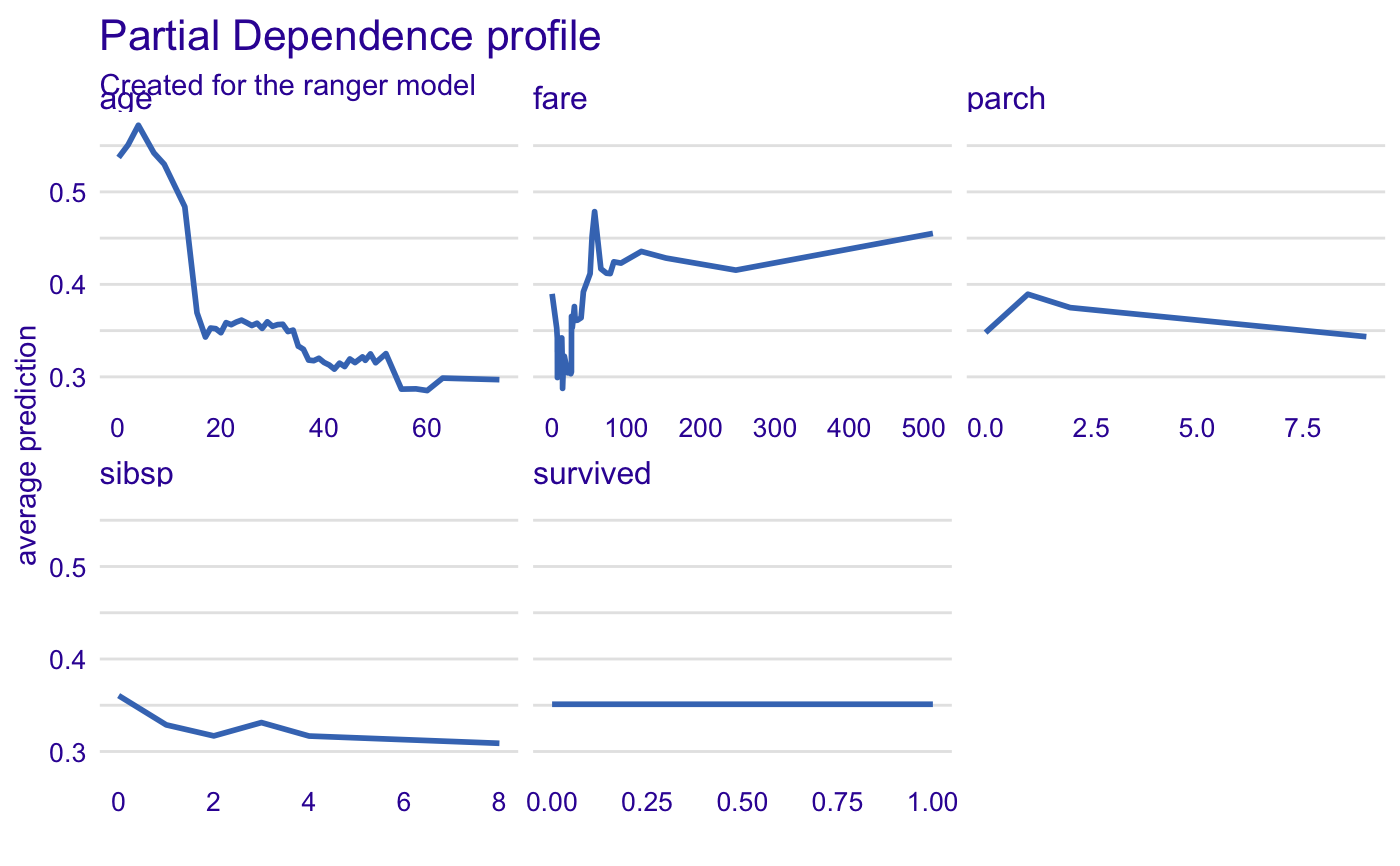 Partial Dependence profile
Created for the ranger model
age
fare
parch
0.5
0.4
0.3
0 20 40 60
0 100 200 300 400 500
0.0 2.5 5.0 7.5
average prediction
sibsp
survived
0.5
0.4
0.3
0 2 4 6 8
0.00 0.25 0.50 0.75 1.00